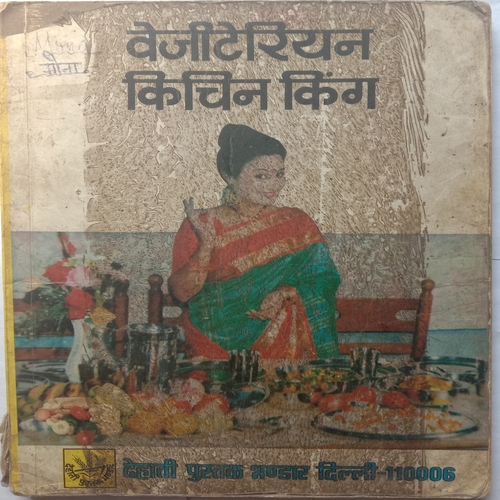 मीना
वेजीटेरियन
किचिन किंग
देहाती पुस्तक भण्डार दिल्ली-110006